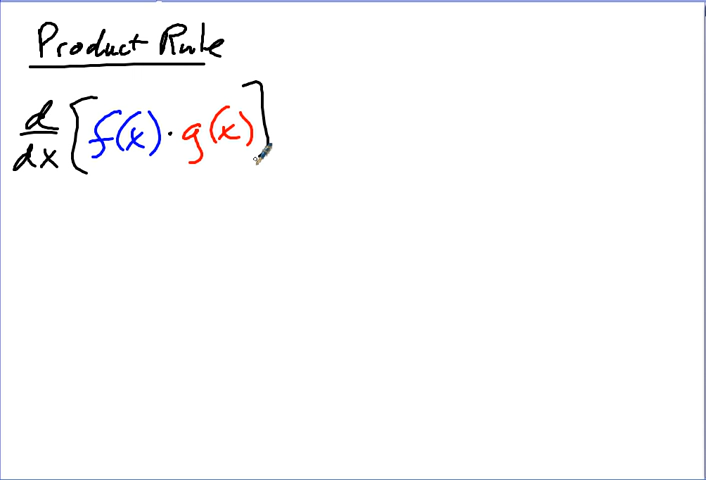 Product Rule
d/dx [f(x) · g(x)]